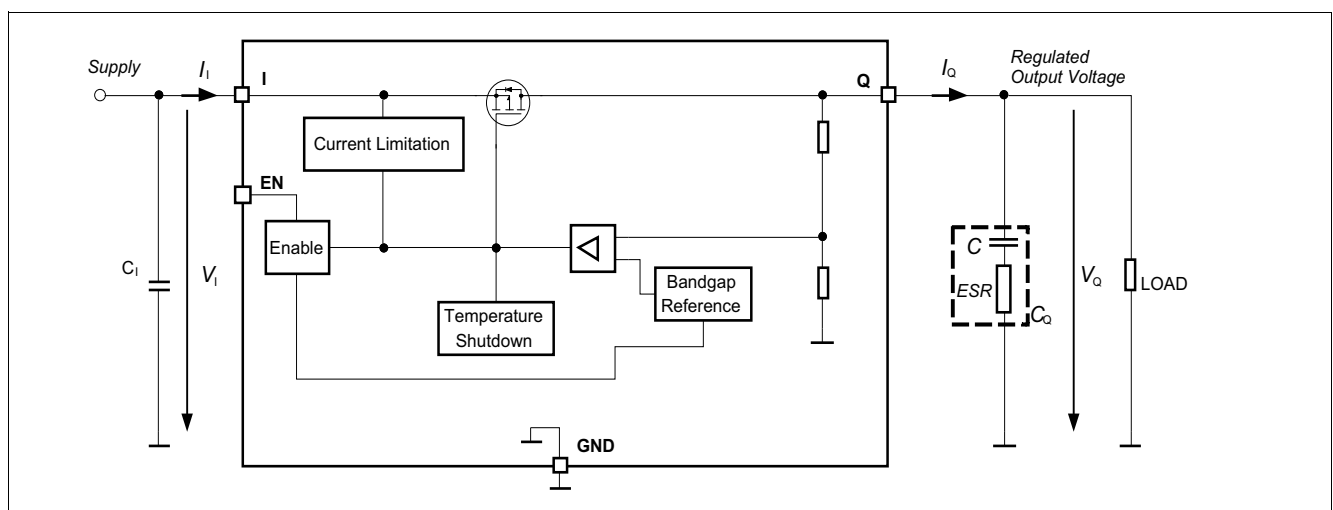 Supply
I_I
I
Q
I_Q
Regulated
Output Voltage
Current Limitation
EN
Enable
C_I
V_I
Bandgap
Reference
Temperature
Shutdown
C
ESR
C_Q
V_Q
LOAD
GND